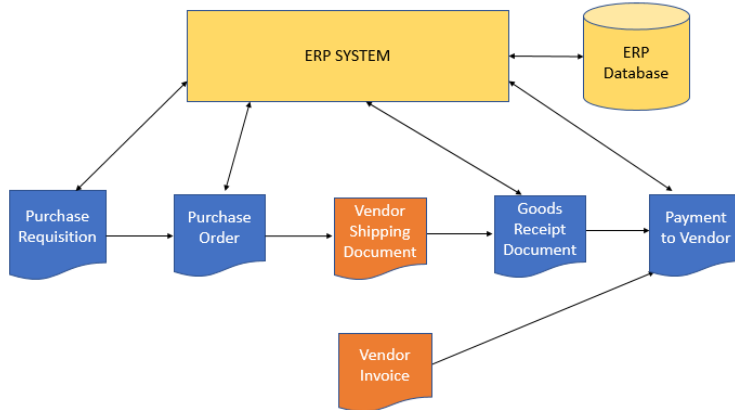 ERP SYSTEM
ERP
Database
Purchase
Requisition
Purchase
Order
Vendor
Shipping
Document
Goods
Receipt
Document
Payment
to Vendor
Vendor
Invoice